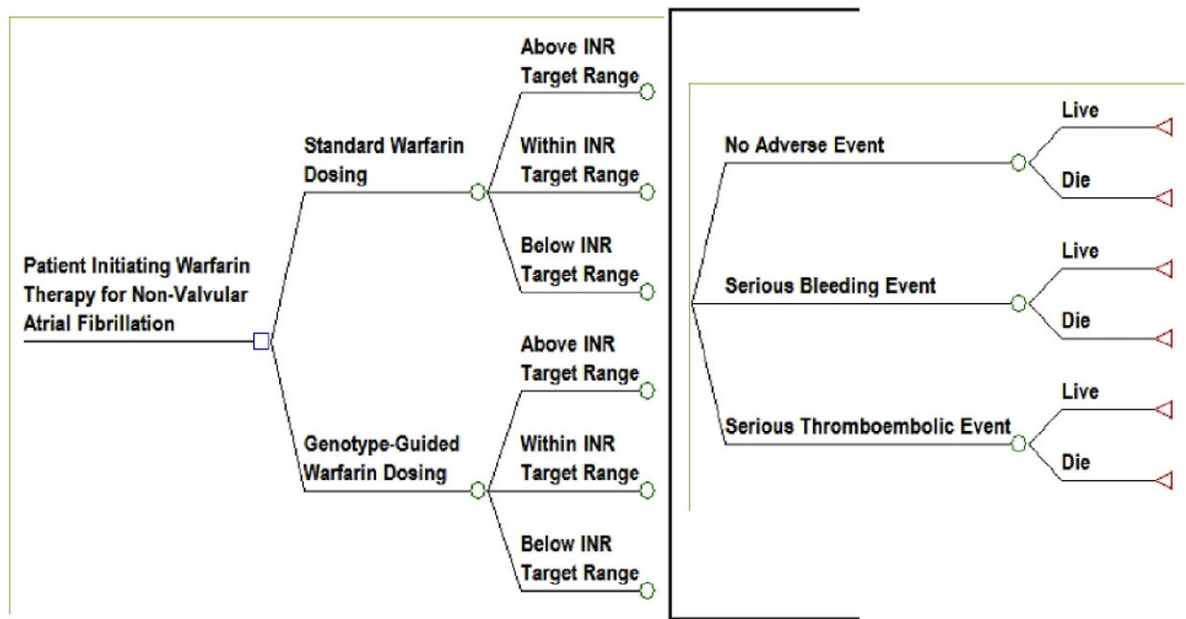 Patient Initiating Warfarin
Therapy for Non-Valvular
Atrial Fibrillation
Standard Warfarin
Dosing
Above INR
Target Range
Within INR
Target Range
Below INR
Target Range
Genotype-Guided
Warfarin Dosing
Above INR
Target Range
Within INR
Target Range
Below INR
Target Range
No Adverse Event
Live
Die
Serious Bleeding Event
Live
Die
Serious Thromboembolic Event
Live
Die